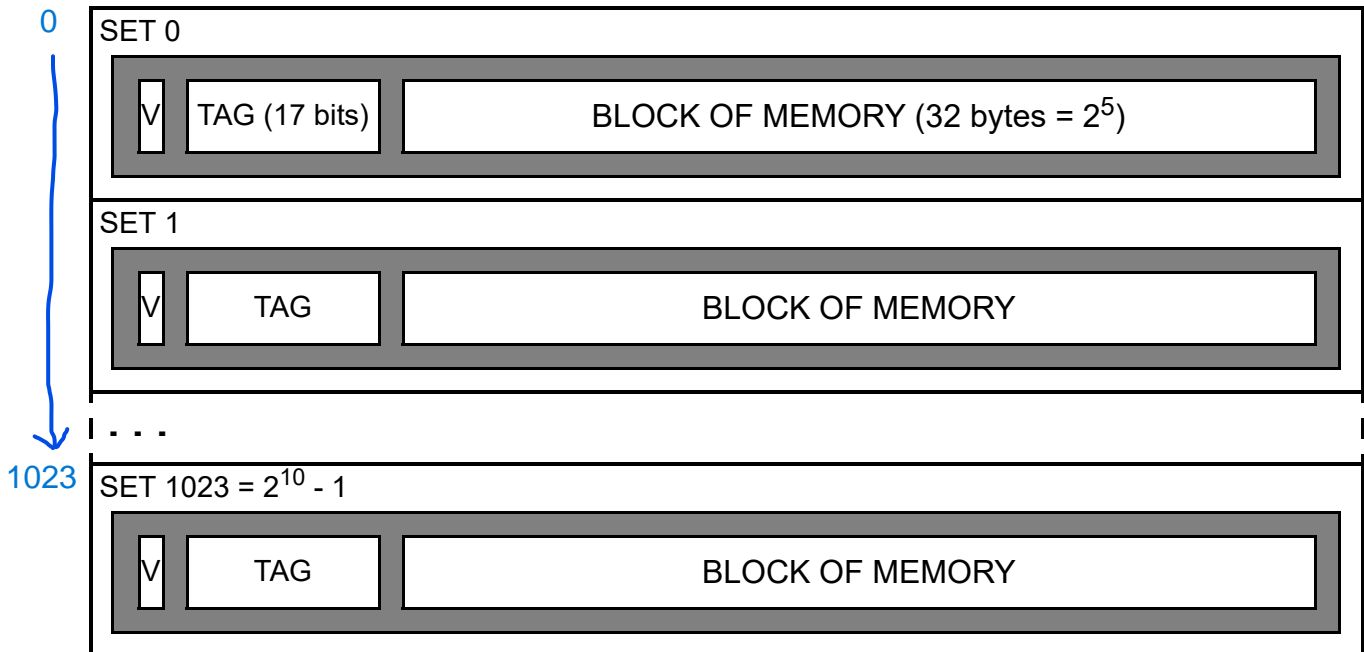 0
SET 0
V TAG (17 bits) BLOCK OF MEMORY (32 bytes = 2^5)
SET 1
V TAG BLOCK OF MEMORY
. . .
1023
SET 1023 = 2^10 - 1
V TAG BLOCK OF MEMORY